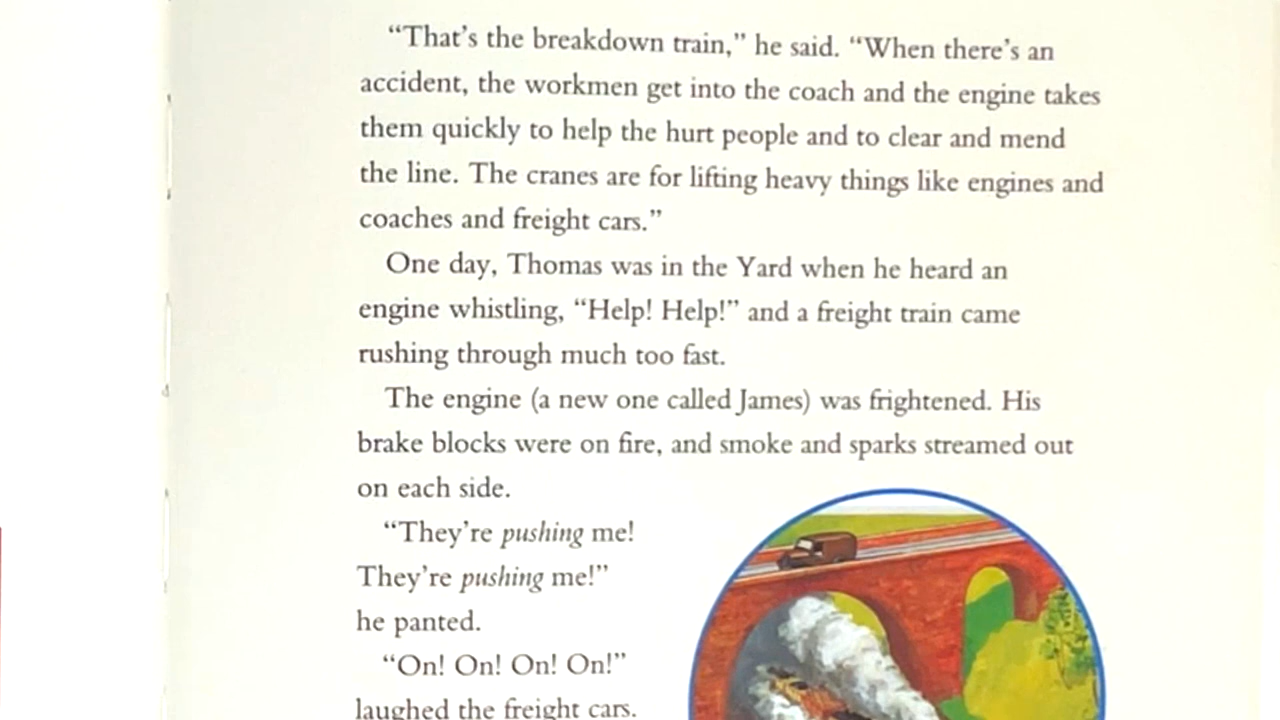 “That’s the breakdown train,” he said. “When there’s an
accident, the workmen get into the coach and the engine takes
them quickly to help the hurt people and to clear and mend
the line. The cranes are for lifting heavy things like engines and
coaches and freight cars.”
One day, Thomas was in the Yard when he heard an
engine whistling, “Help! Help!” and a freight train came
rushing through much too fast.
The engine (a new one called James) was frightened. His
brake blocks were on fire, and smoke and sparks streamed out
on each side.
“They’re pushing me!
They’re pushing me!”
he panted.
“On! On! On! On!”
laughed the freight cars.